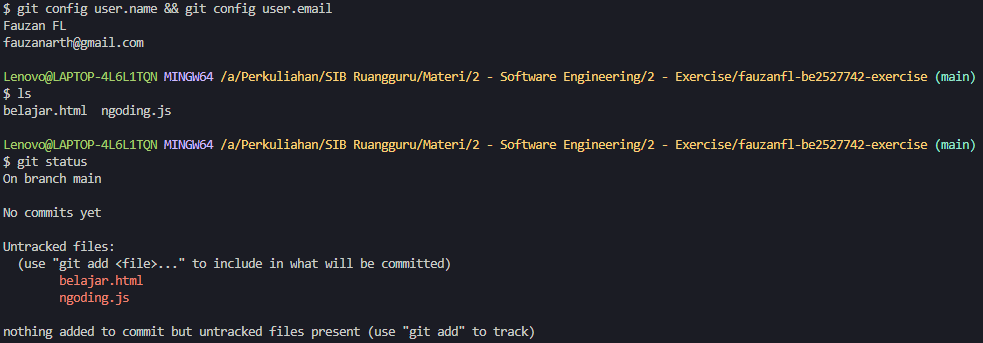 $ git config user.name && git config user.email
Fauzan FL
fauzanarth@gmail.com
Lenovo@LAPTOP-4L6L1TQN MINGW64 /a/Perkuliahan/SIB Ruangguru/Materi/2 - Software Engineering/2 - Exercise/fauzanfl-be2527742-exercise (main)
$ ls
belajar.html  ngoding.js
Lenovo@LAPTOP-4L6L1TQN MINGW64 /a/Perkuliahan/SIB Ruangguru/Materi/2 - Software Engineering/2 - Exercise/fauzanfl-be2527742-exercise (main)
$ git status
On branch main
No commits yet
Untracked files:
  (use "git add <file>..." to include in what will be committed)
        belajar.html
        ngoding.js
nothing added to commit but untracked files present (use "git add" to track)